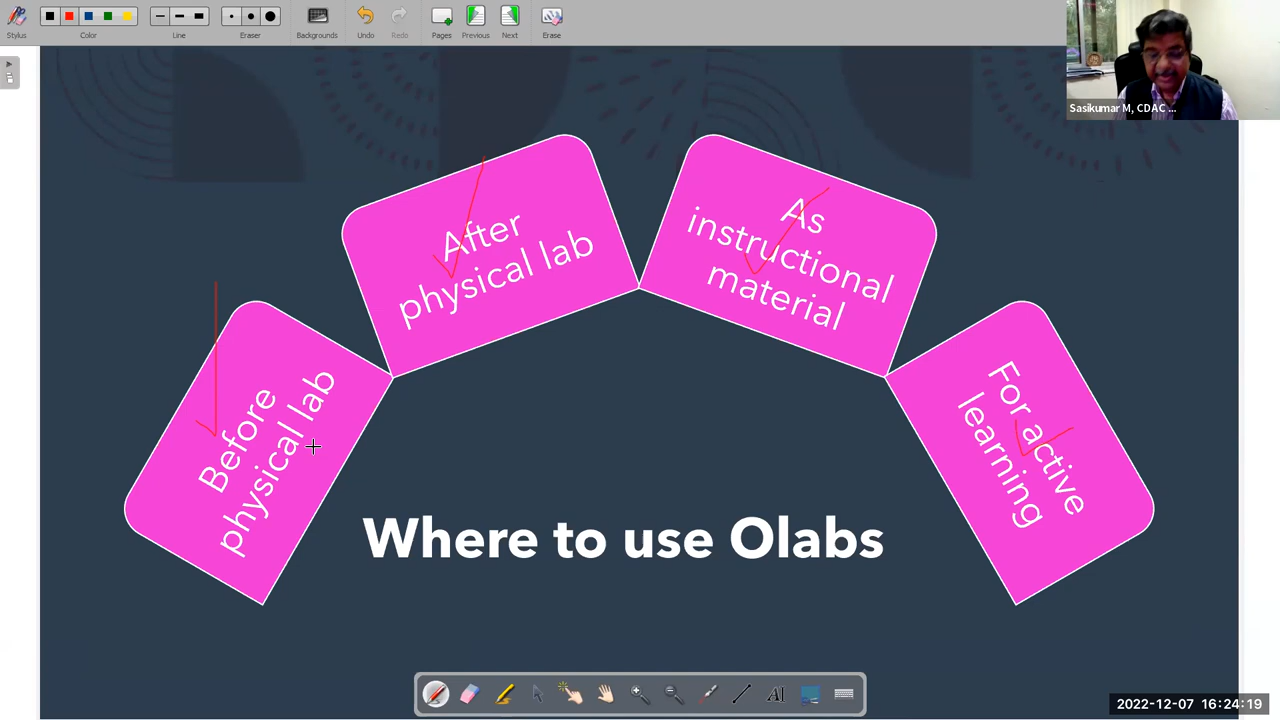 Stylus
Color
Line
Eraser
Backgrounds
Undo
Redo
Pages
Previous
Next
Erase
Sasikumar M, CDAC ...
Before
physical lab
After
physical lab
As
instructional
material
For active
learning
Where to use Olabs
AI
2022-12-07 16:24:19